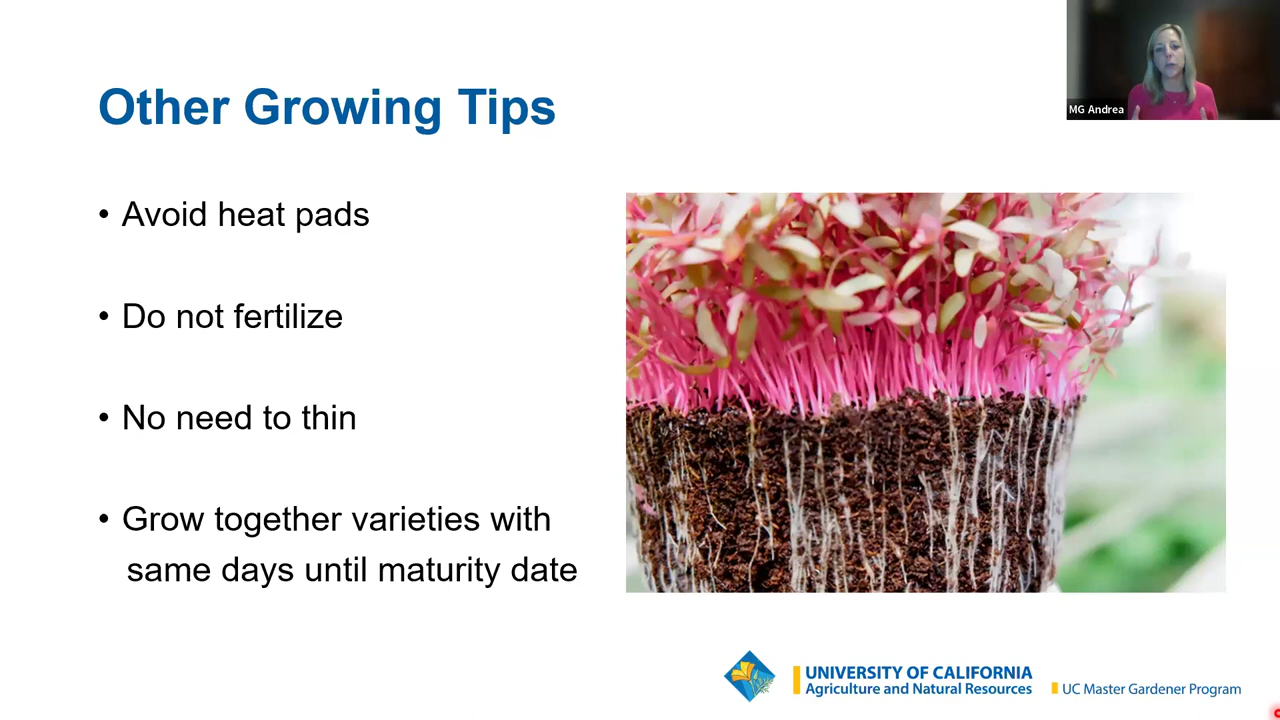 MG Andrea
Other Growing Tips
• Avoid heat pads
• Do not fertilize
• No need to thin
• Grow together varieties with
same days until maturity date
UNIVERSITY OF CALIFORNIA
Agriculture and Natural Resources
UC Master Gardener Program